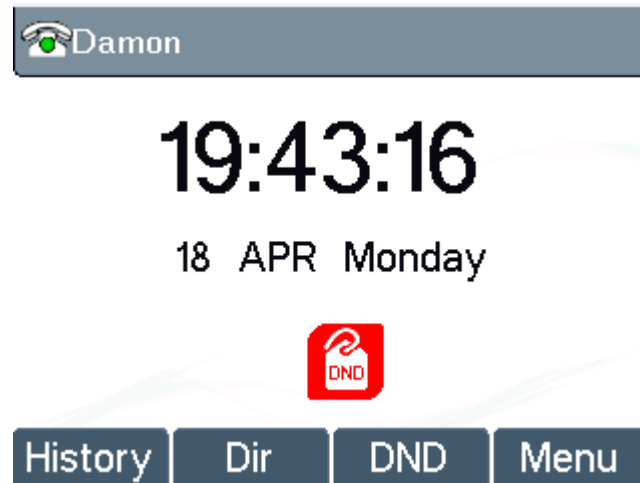 Damon
19:43:16
18 APR Monday
DND
History Dir DND Menu